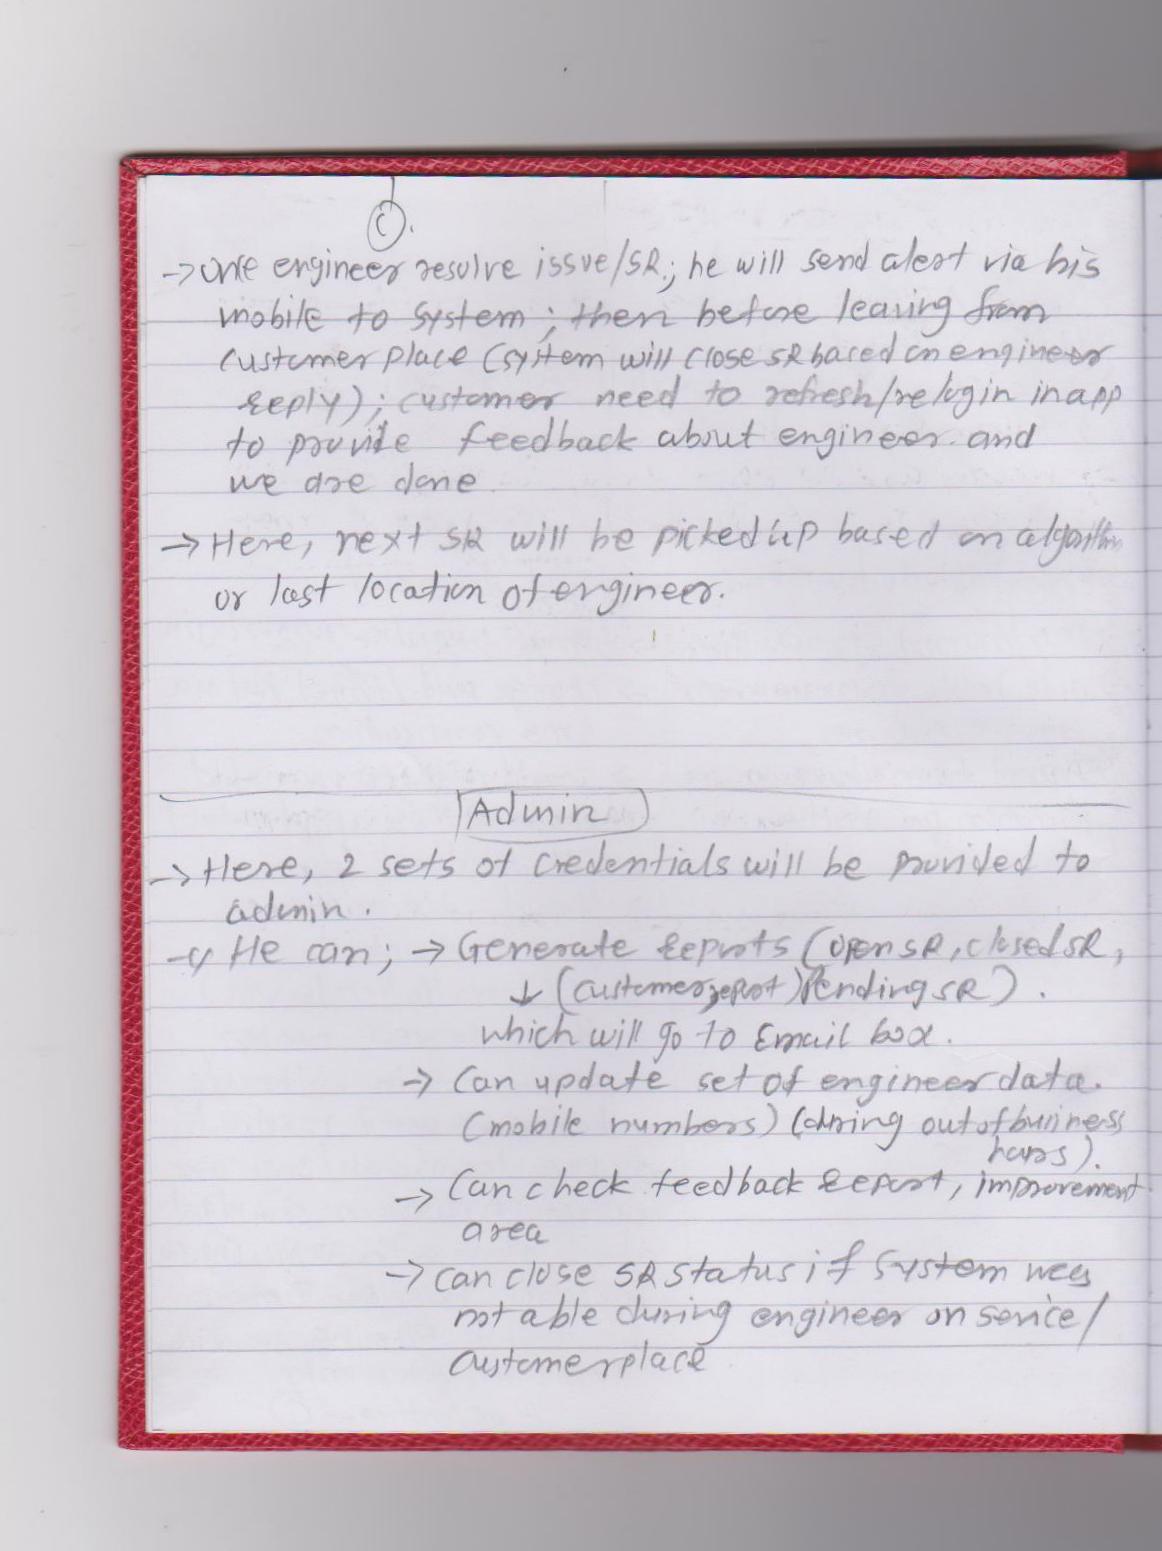 C.
→ once engineer resolve issue/SR; he will send alert via his
mobile to system; then before leaving from
customer place (system will close SR based on engineer
reply); customer need to refresh/relogin in app
to provide feedback about engineer. and
we are done
→ Here, next SR will be picked up based on algorithm
or last location of engineer.
Admin
→ Here, 2 sets of credentials will be provided to
admin.
→ He can; → Generate Reports (open SR, closed SR,
↓ (customer report) Pending SR).
which will go to Email box.
→ Can update set of engineer data.
(mobile numbers) (during out of business
hours).
→ Can check feedback Report, improvement
area
→ can close SR status if system was
not able during engineer on service/
customer place